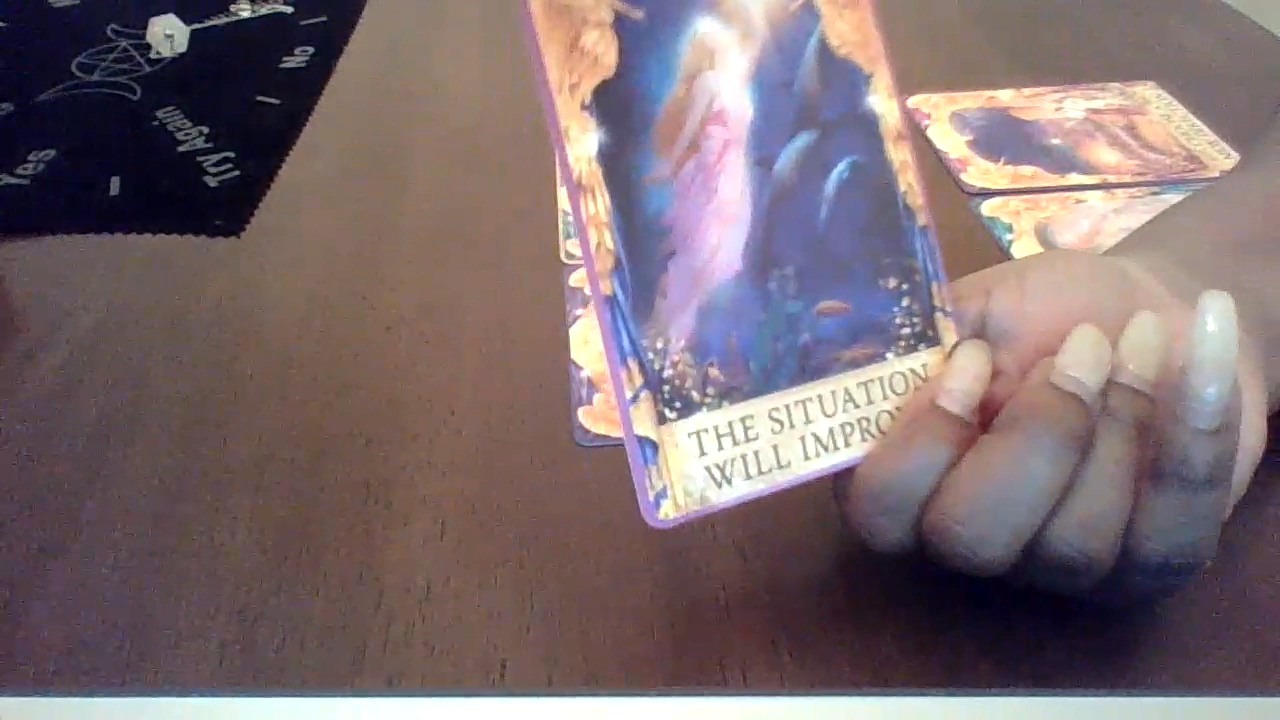 No
Try Again
Yes
THE SITUATION
WILL IMPRO